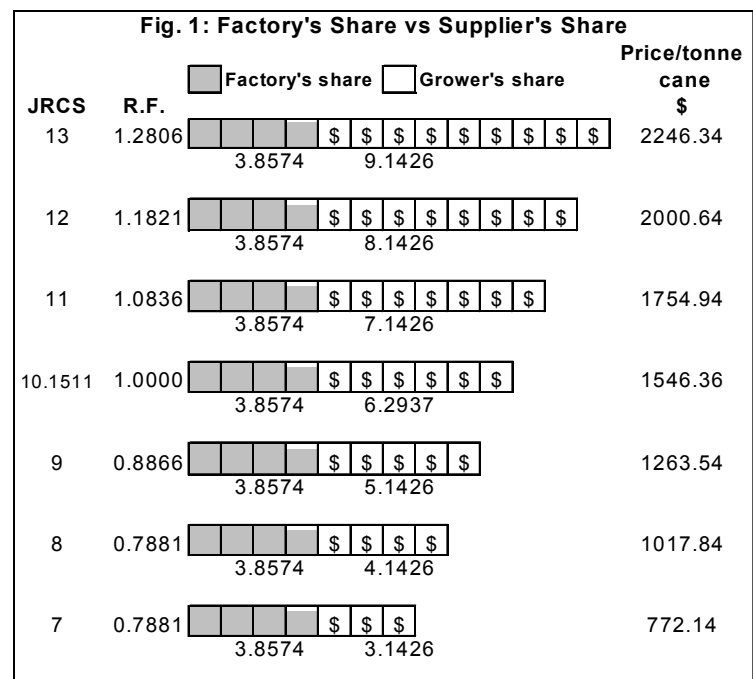 Fig. 1: Factory's Share vs Supplier's Share
Price/tonne
Factory's share Grower's share cane
JRCS R.F. $
13 1.2806 $ $ $ $ $ $ $ $ $ 2246.34
3.8574 9.1426
12 1.1821 $ $ $ $ $ $ $ $ 2000.64
3.8574 8.1426
11 1.0836 $ $ $ $ $ $ $ 1754.94
3.8574 7.1426
10.1511 1.0000 $ $ $ $ $ $ 1546.36
3.8574 6.2937
9 0.8866 $ $ $ $ $ 1263.54
3.8574 5.1426
8 0.7881 $ $ $ $ 1017.84
3.8574 4.1426
7 0.7881 $ $ $ 772.14
3.8574 3.1426